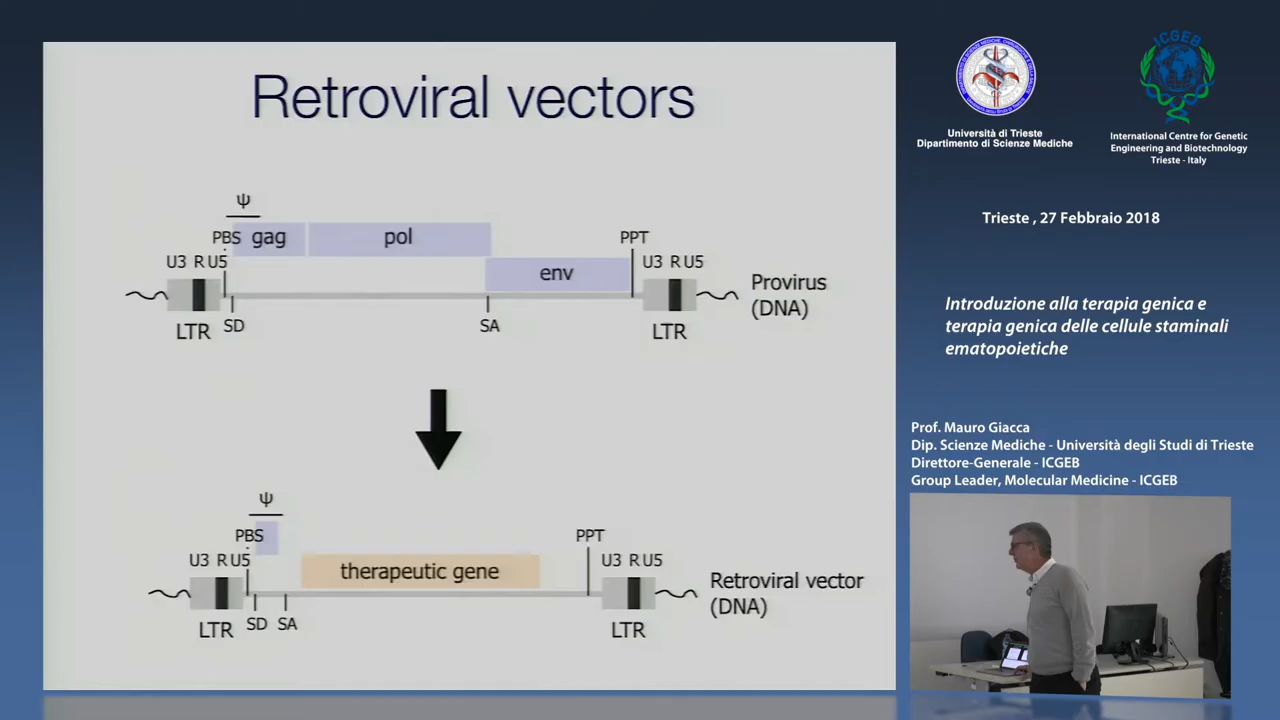 Retroviral vectors
ψ
PBS gag pol PPT
U3 R U5 env U3 R U5
Provirus
(DNA)
LTR SD SA LTR
ψ
PBS PPT
U3 R U5 therapeutic gene U3 R U5
Retroviral vector
(DNA)
LTR SD SA LTR
Università di Trieste
Dipartimento di Scienze Mediche
ICGEB
International Centre for Genetic
Engineering and Biotechnology
Trieste - Italy
Trieste , 27 Febbraio 2018
Introduzione alla terapia genica e
terapia genica delle cellule staminali
ematopoietiche
Prof. Mauro Giacca
Dip. Scienze Mediche - Università degli Studi di Trieste
Direttore-Generale - ICGEB
Group Leader, Molecular Medicine - ICGEB